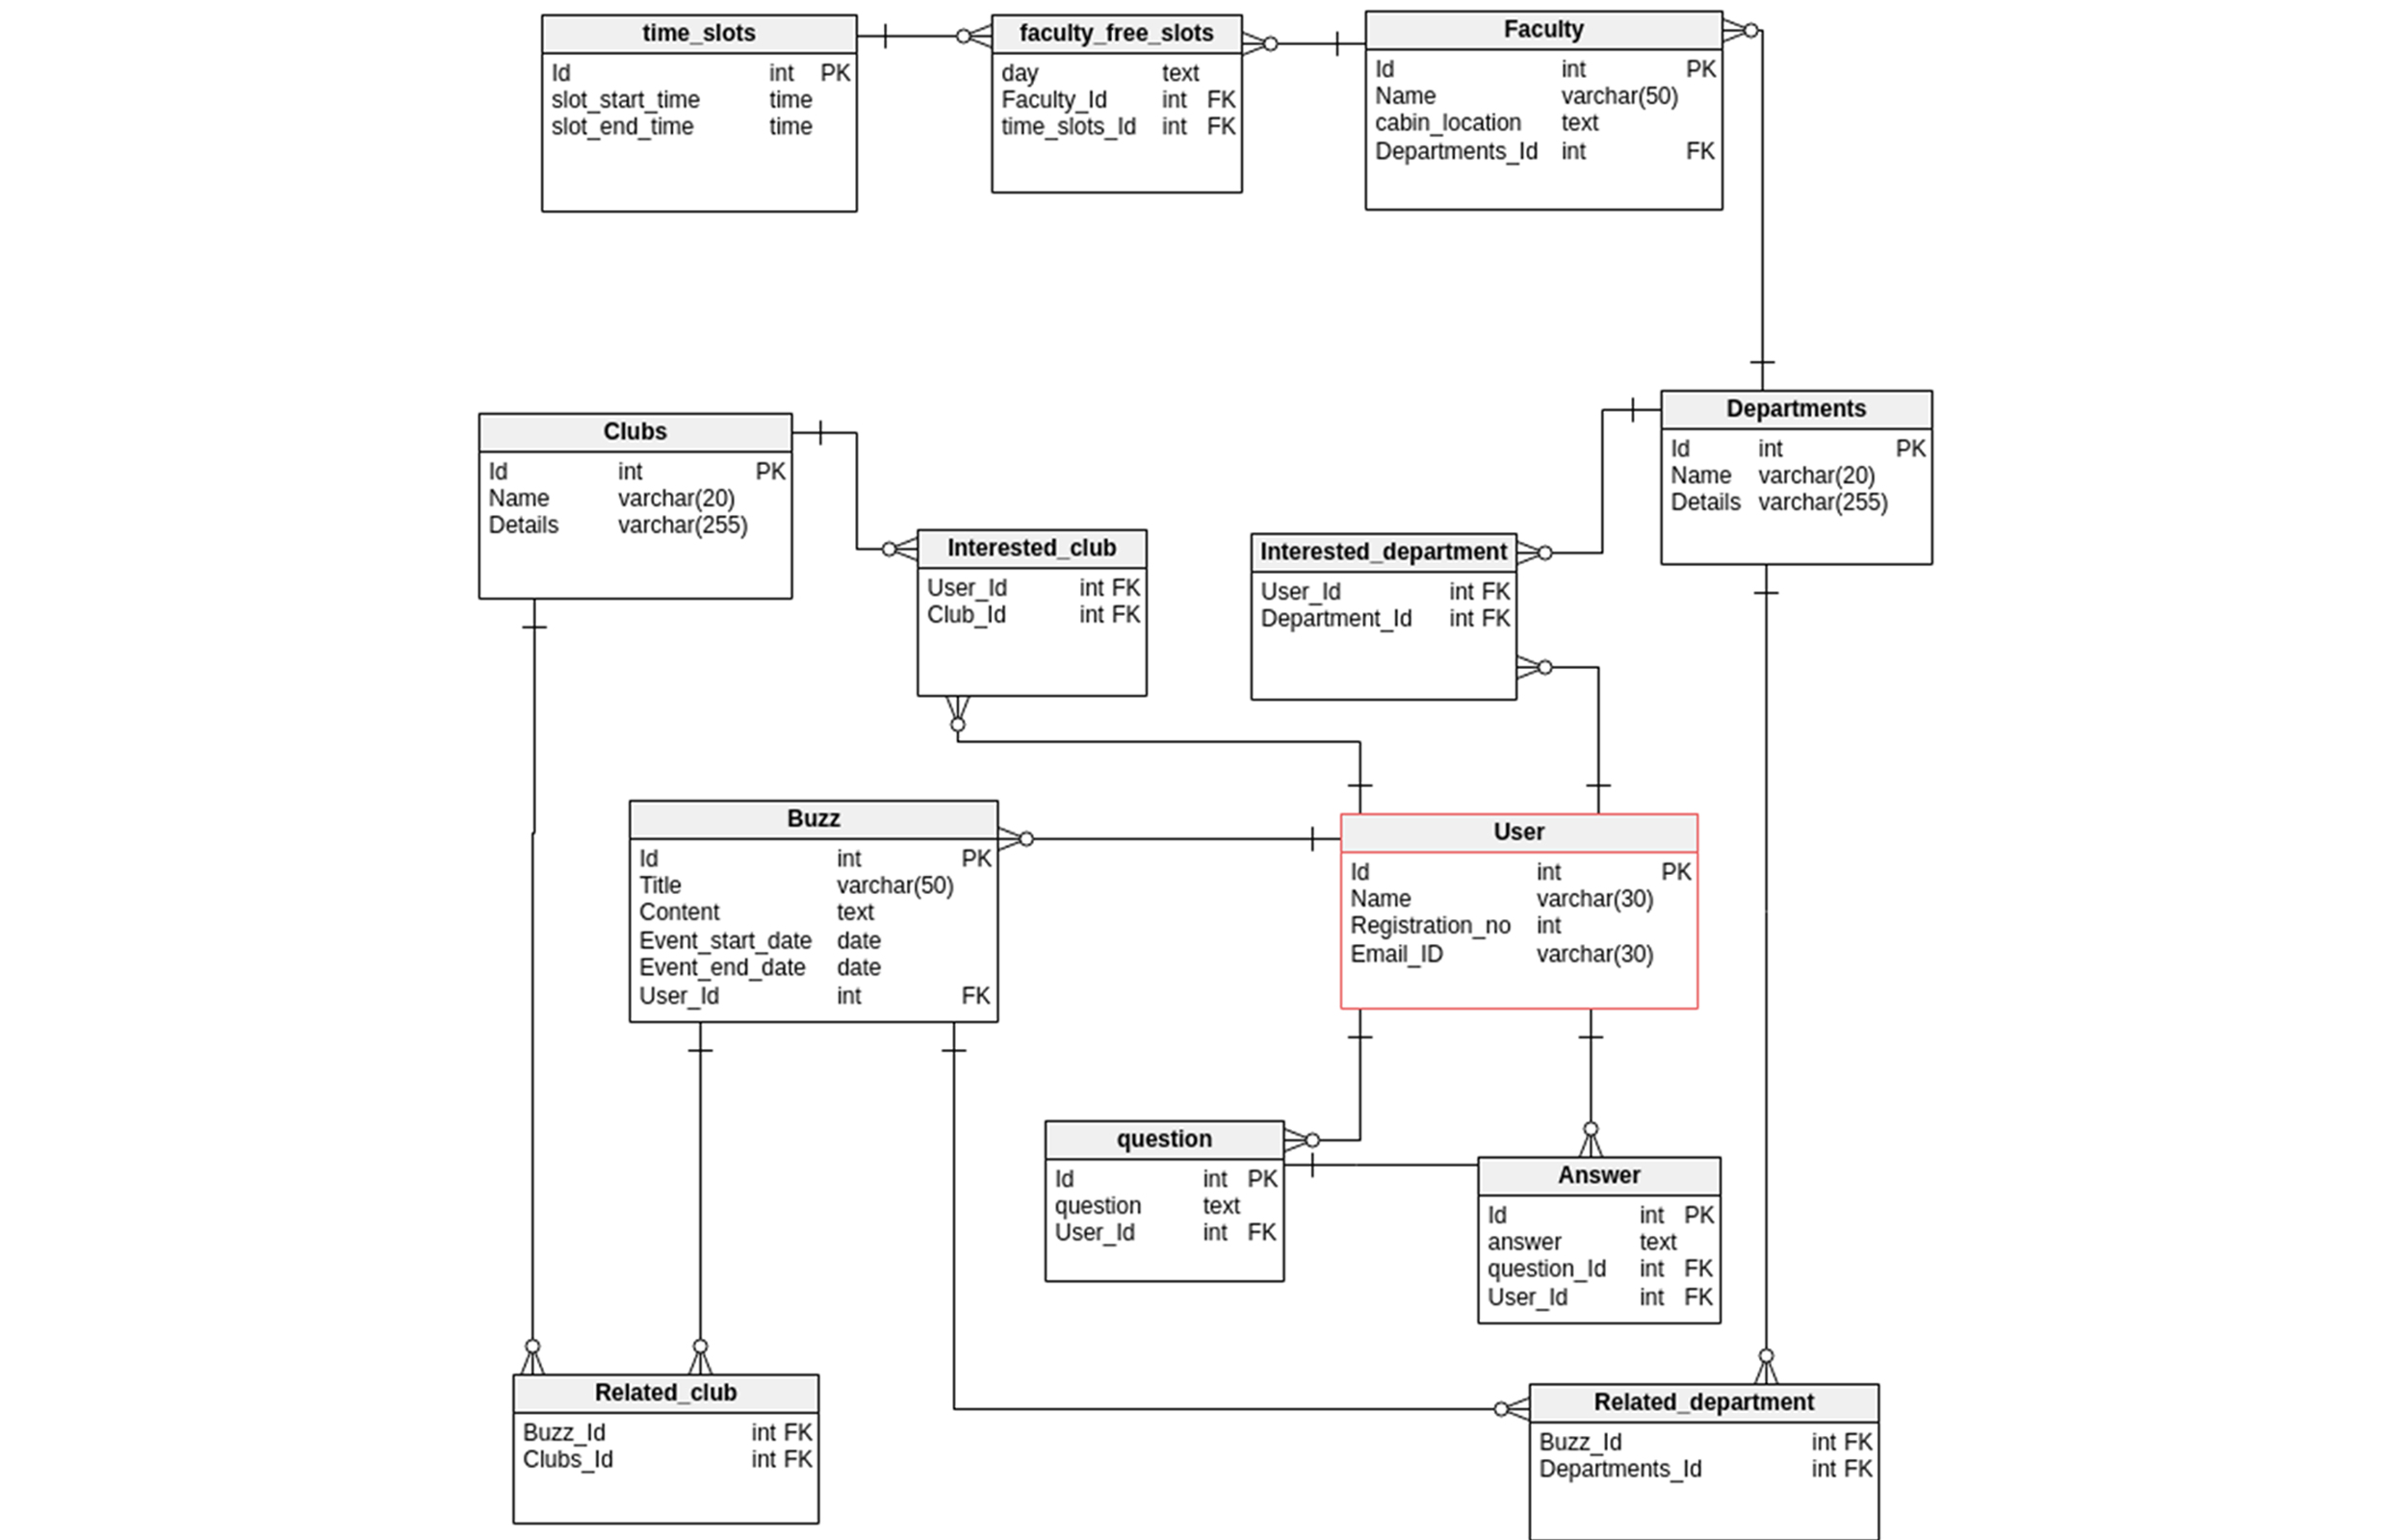 time_slots
Id int PK
slot_start_time time
slot_end_time time
faculty_free_slots
day text
Faculty_Id int FK
time_slots_Id int FK
Faculty
Id int PK
Name varchar(50)
cabin_location text
Departments_Id int FK
Departments
Id int PK
Name varchar(20)
Details varchar(255)
Clubs
Id int PK
Name varchar(20)
Details varchar(255)
Interested_club
User_Id int FK
Club_Id int FK
Interested_department
User_Id int FK
Department_Id int FK
Buzz
Id int PK
Title varchar(50)
Content text
Event_start_date date
Event_end_date date
User_Id int FK
User
Id int PK
Name varchar(30)
Registration_no int
Email_ID varchar(30)
question
Id int PK
question text
User_Id int FK
Answer
Id int PK
answer text
question_Id int FK
User_Id int FK
Related_club
Buzz_Id int FK
Clubs_Id int FK
Related_department
Buzz_Id int FK
Departments_Id int FK